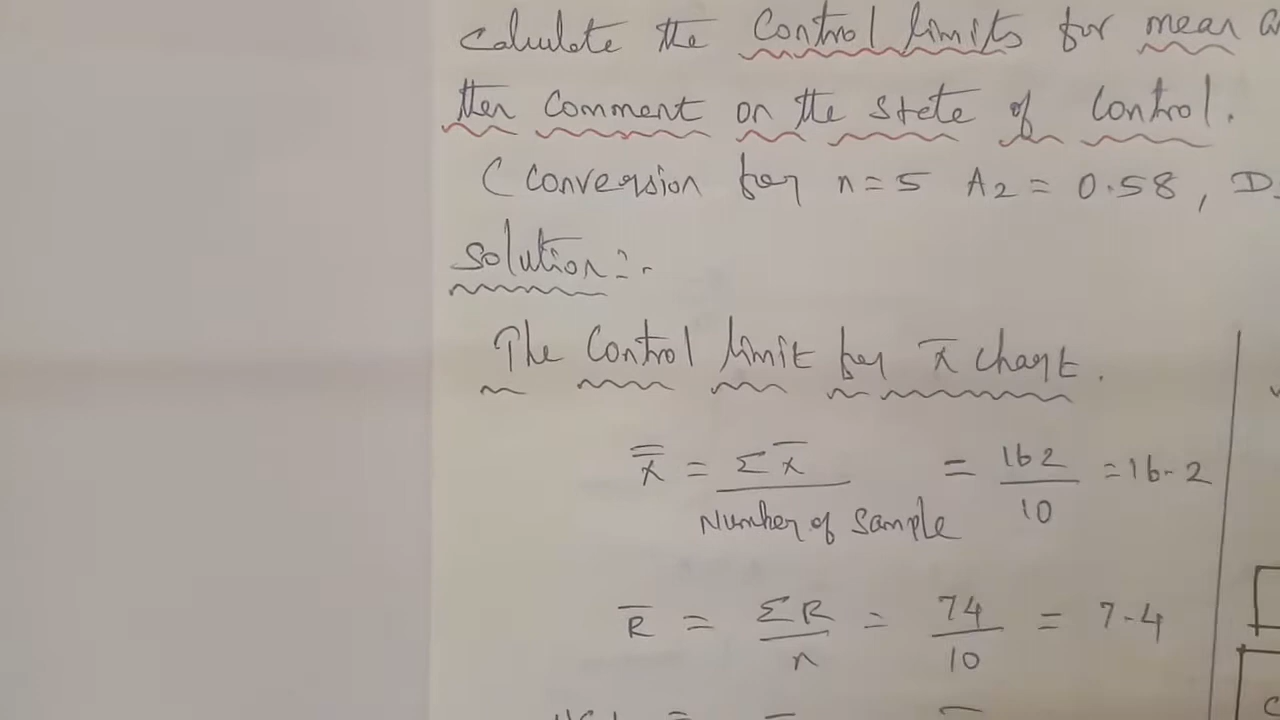 Calculate the Control limits for mean
then comment on the state of Control.
(Conversion for n = 5 A2 = 0.58, D
Solution:-
The Control limit for x̄ chart.
x̿ = Σx̄ / Number of Sample = 162 / 10 = 16.2
R̄ = ΣR / n = 74 / 10 = 7.4